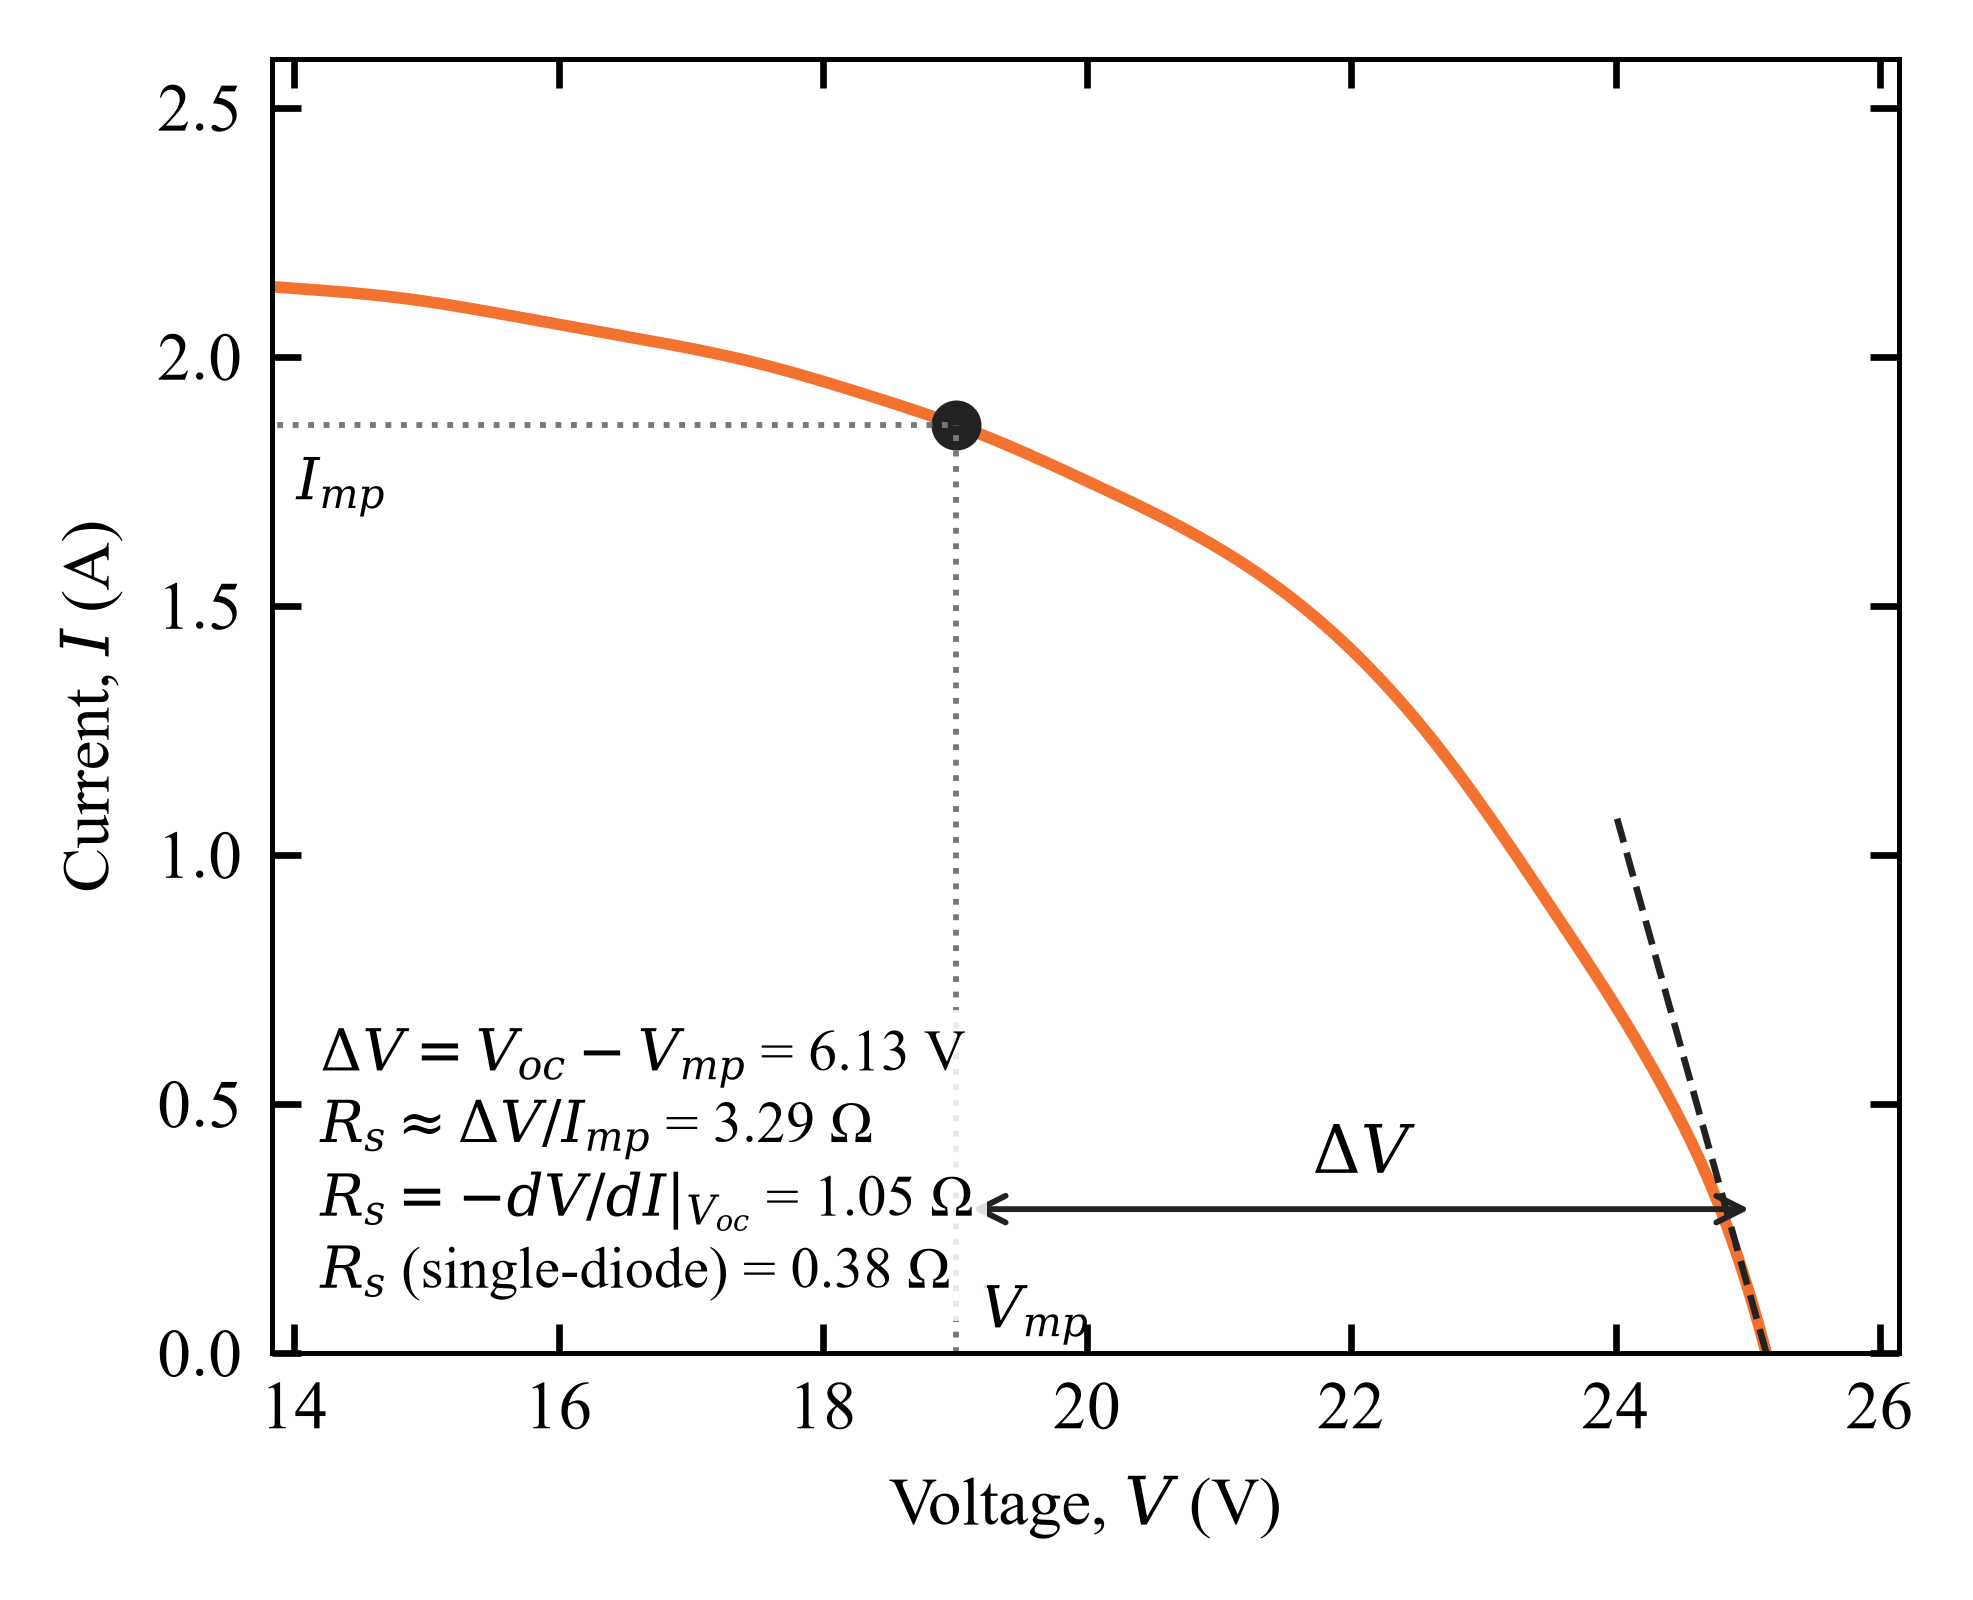 2.5
2.0
1.5
1.0
0.5
0.0
Current, I (A)
I_mp
ΔV = V_oc − V_mp = 6.13 V
R_s ≈ ΔV/I_mp = 3.29 Ω
R_s = −dV/dI|_V_oc = 1.05 Ω
R_s (single-diode) = 0.38 Ω
ΔV
V_mp
14 16 18 20 22 24 26
Voltage, V (V)